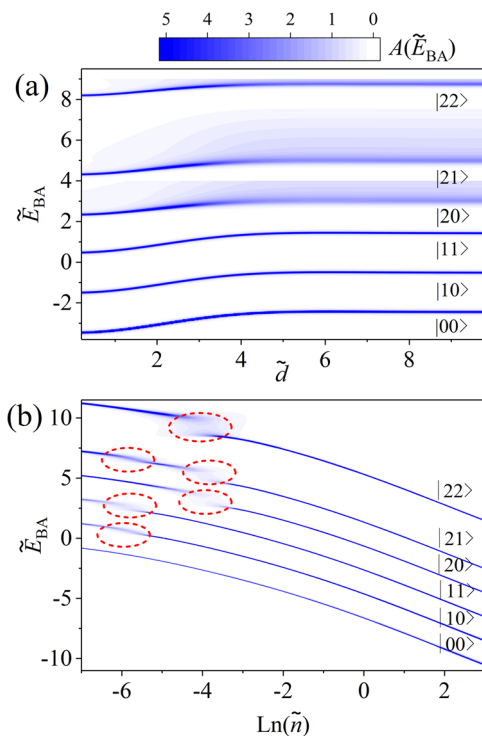 5 4 3 2 1 0
A(Ẽ_BA)
(a)
8
6
4
2
0
-2
Ẽ_BA
|22⟩
|21⟩
|20⟩
|11⟩
|10⟩
|00⟩
2 4 6 8
d̃
(b)
10
5
0
-5
-10
Ẽ_BA
|22⟩
|21⟩
|20⟩
|11⟩
|10⟩
|00⟩
-6 -4 -2 0 2
Ln(ñ)